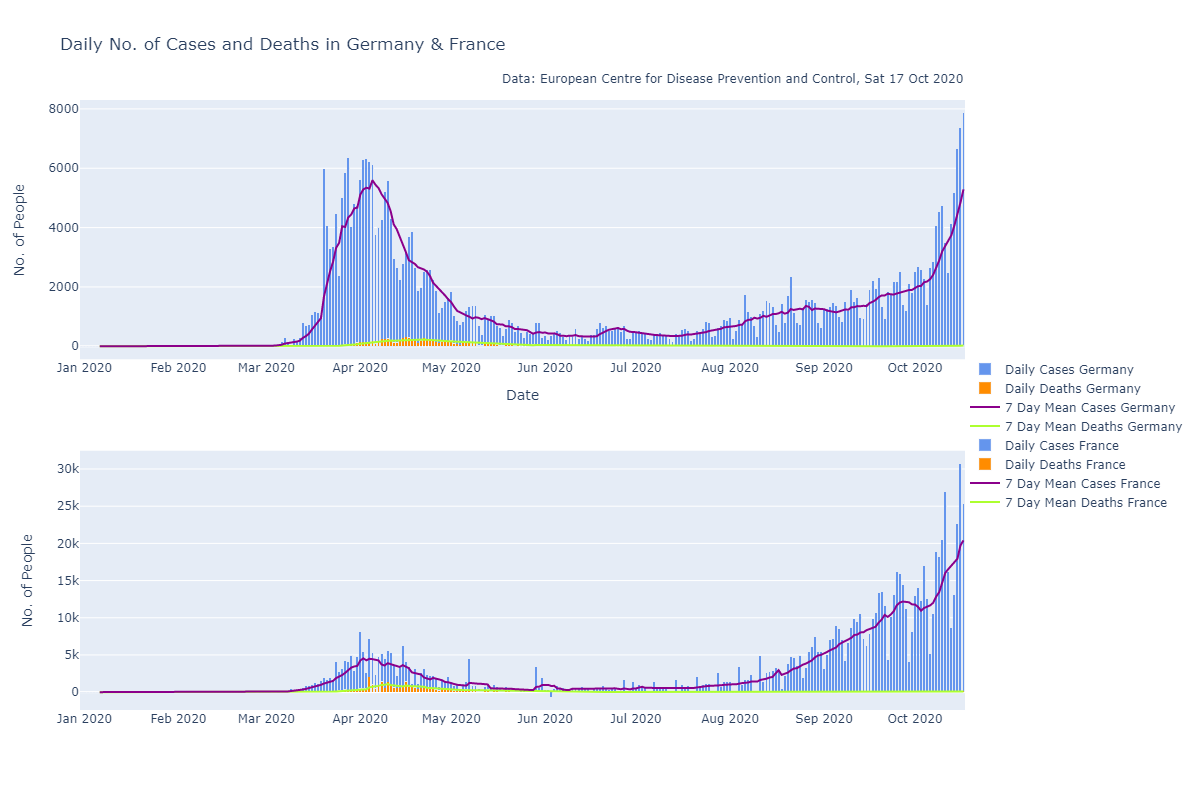 Daily No. of Cases and Deaths in Germany & France
Data: European Centre for Disease Prevention and Control, Sat 17 Oct 2020
8000
6000
4000
2000
0
No. of People
Jan 2020 Feb 2020 Mar 2020 Apr 2020 May 2020 Jun 2020 Jul 2020 Aug 2020 Sep 2020 Oct 2020
Date
Daily Cases Germany
Daily Deaths Germany
7 Day Mean Cases Germany
7 Day Mean Deaths Germany
Daily Cases France
Daily Deaths France
7 Day Mean Cases France
7 Day Mean Deaths France
30k
25k
20k
15k
10k
5k
0
No. of People
Jan 2020 Feb 2020 Mar 2020 Apr 2020 May 2020 Jun 2020 Jul 2020 Aug 2020 Sep 2020 Oct 2020